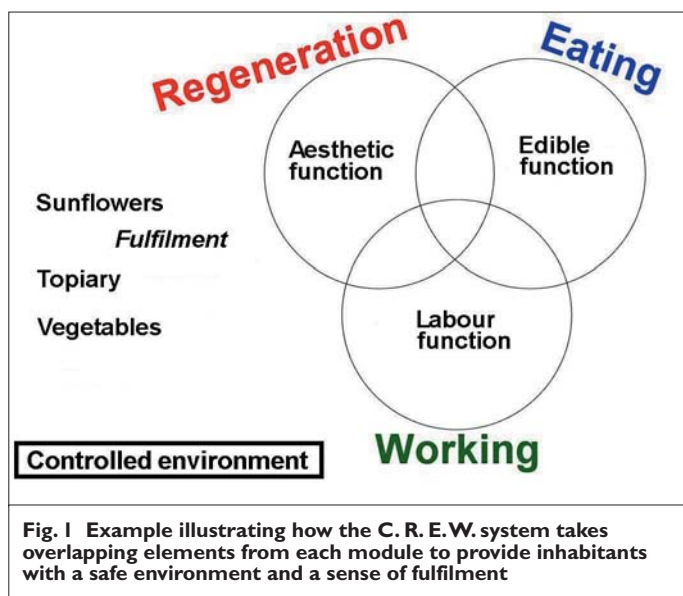 Regeneration
Eating
Aesthetic
function
Edible
function
Sunflowers
Fulfilment
Topiary
Vegetables
Labour
function
Working
Controlled environment
Fig. 1 Example illustrating how the C. R. E. W. system takes
overlapping elements from each module to provide inhabitants
with a safe environment and a sense of fulfilment